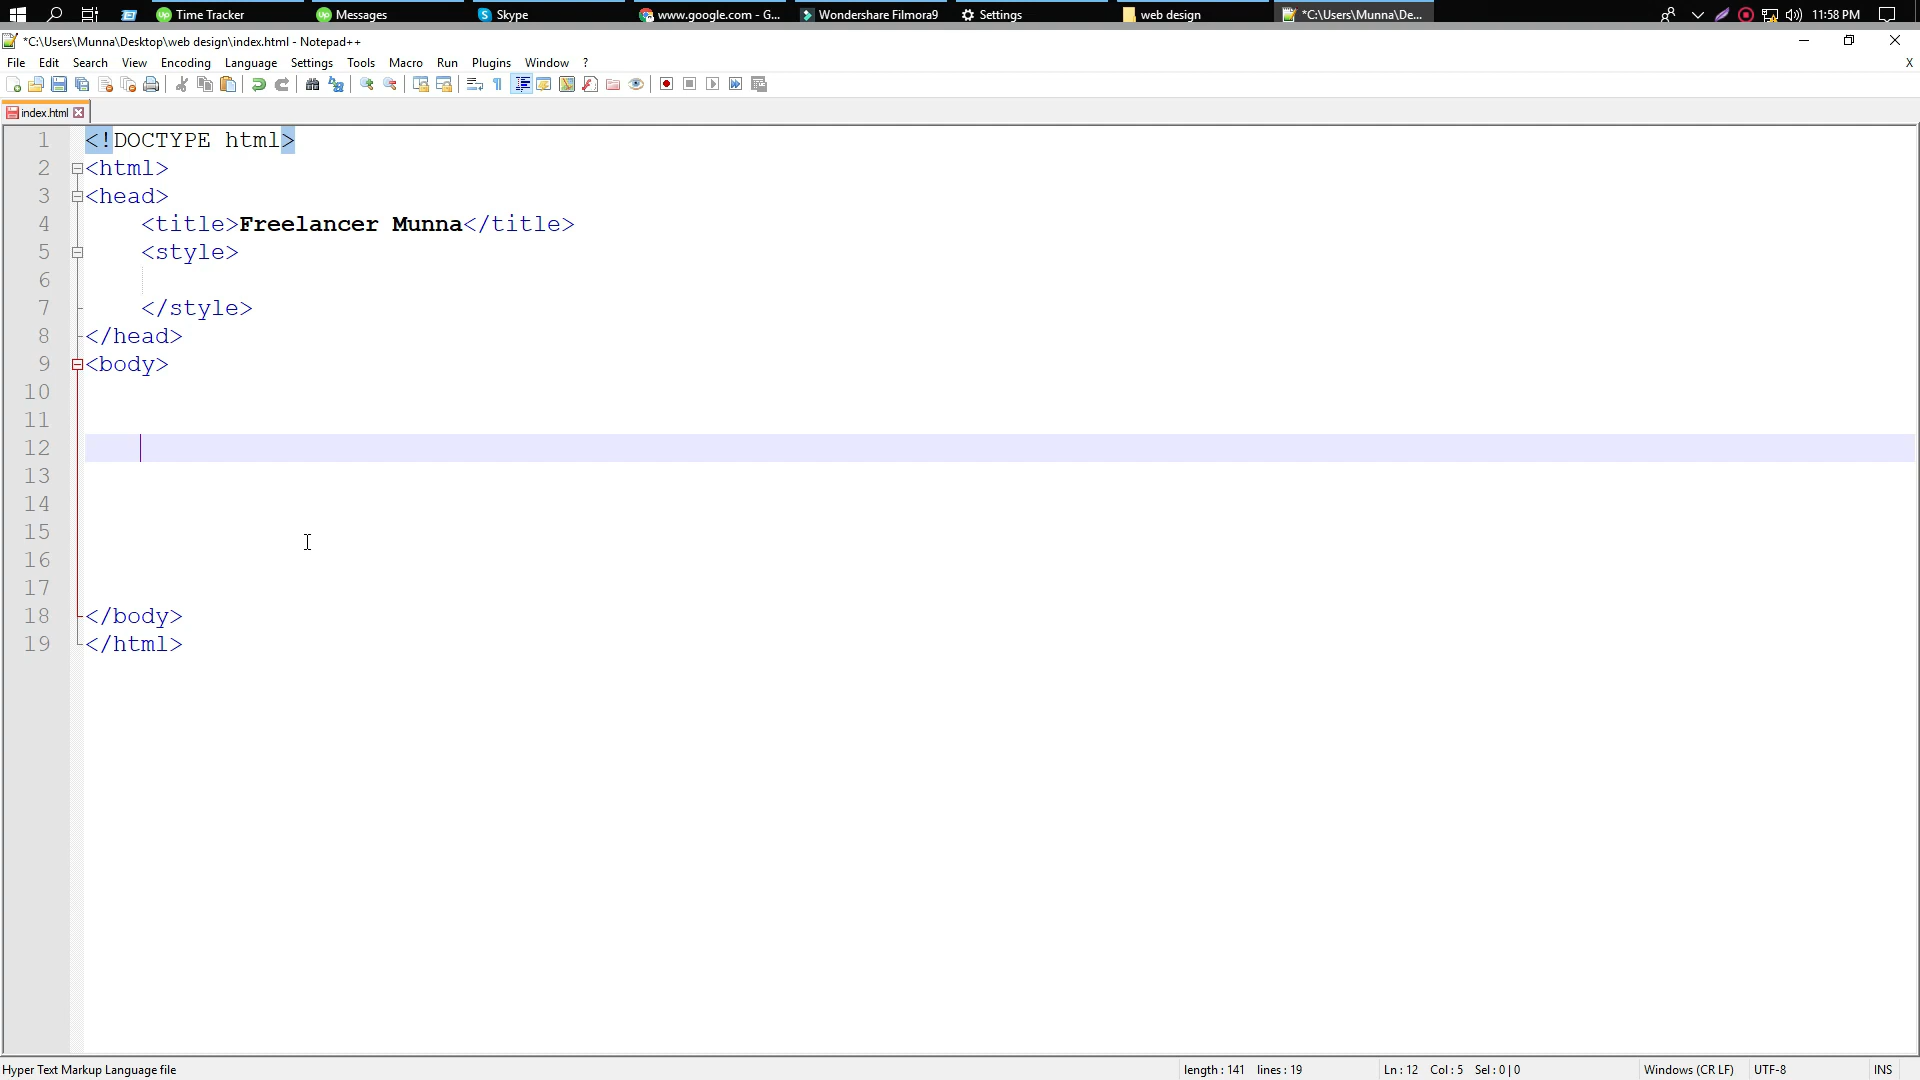 Time Tracker
Messages
Skype
www.google.com - G...
Wondershare Filmora9
Settings
web design
*C:\Users\Munna\De...
11:58 PM
*C:\Users\Munna\Desktop\web design\index.html - Notepad++
File Edit Search View Encoding Language Settings Tools Macro Run Plugins Window ?
X
index.html
1 <!DOCTYPE html>
2 <html>
3 <head>
4 <title>Freelancer Munna</title>
5 <style>
6
7 </style>
8 </head>
9 <body>
10
11
12
13
14
15
16
17
18 </body>
19 </html>
Hyper Text Markup Language file length : 141 lines : 19 Ln : 12 Col : 5 Sel : 0 | 0 Windows (CR LF) UTF-8 INS